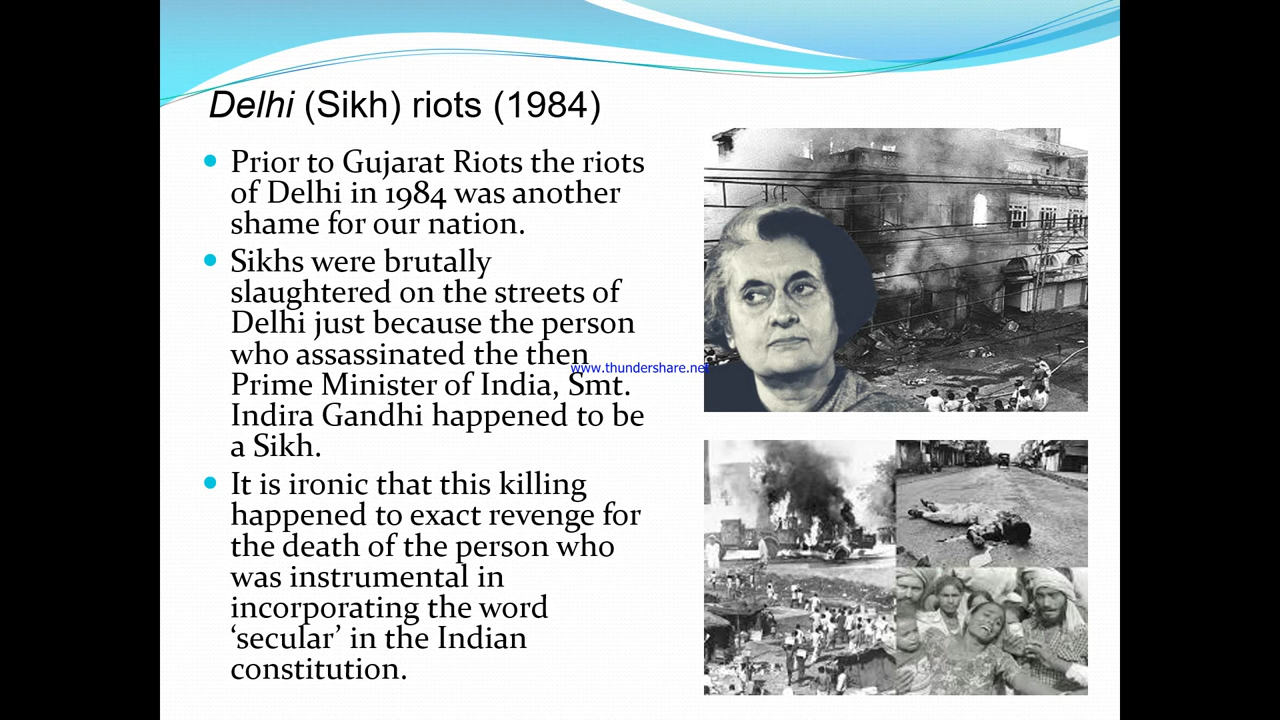 Delhi (Sikh) riots (1984)
Prior to Gujarat Riots the riots
of Delhi in 1984 was another
shame for our nation.
Sikhs were brutally
slaughtered on the streets of
Delhi just because the person
who assassinated the then
www.thundershare.net
Prime Minister of India, Smt.
Indira Gandhi happened to be
a Sikh.
It is ironic that this killing
happened to exact revenge for
the death of the person who
was instrumental in
incorporating the word
‘secular’ in the Indian
constitution.